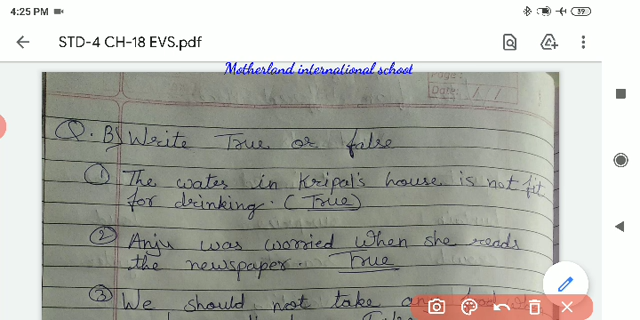 4:25 PM
39
STD-4 CH-18 EVS.pdf
Motherland international school
Page:
Date: / /
Q. B) Write True or false
① The water in Kripal's house is not fit
for drinking. (True)
② Anju was worried when she reads
the newspaper. True
③ We should not take any